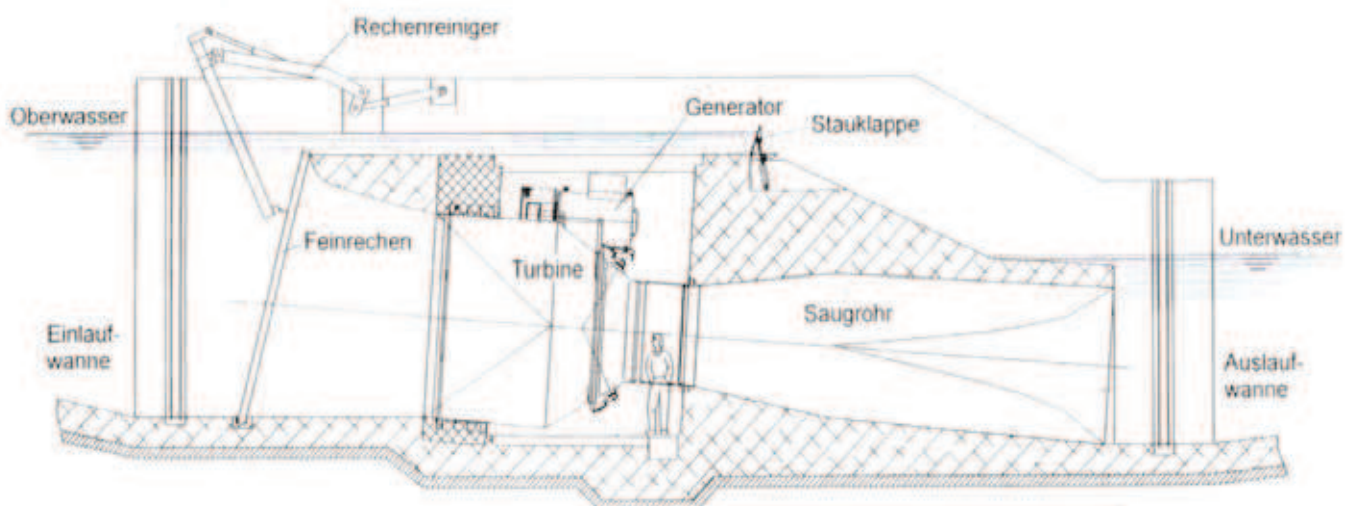 Rechenreiniger
Oberwasser
Generator
Stauklappe
Feinrechen
Turbine
Unterwasser
Saugrohr
Einlauf-
wanne
Auslauf-
wanne